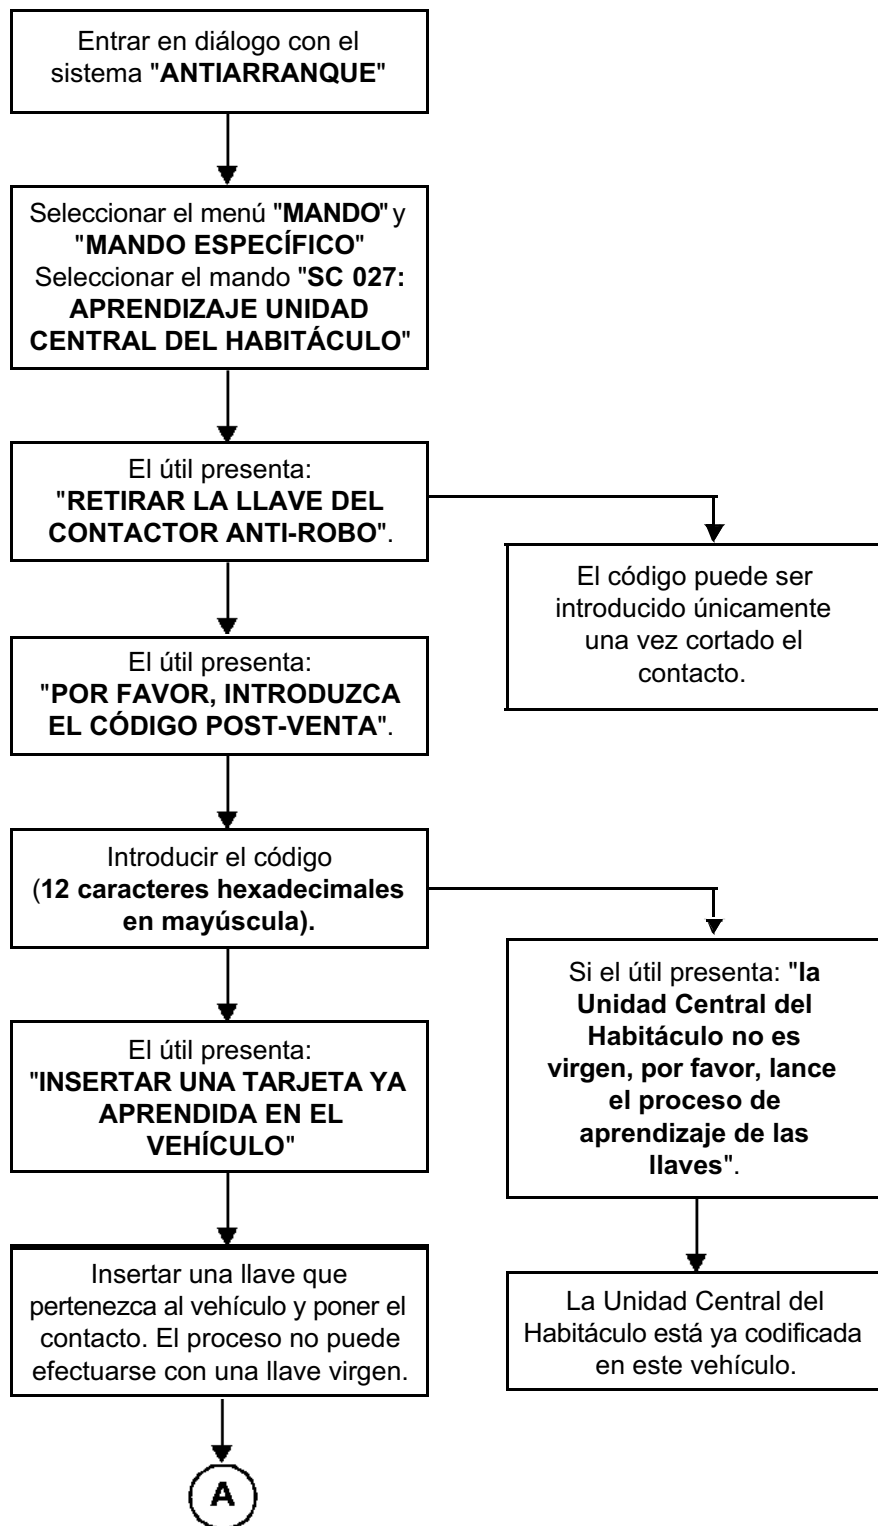 Entrar en diálogo con el
sistema "ANTIARRANQUE"
Seleccionar el menú "MANDO" y
"MANDO ESPECÍFICO"
Seleccionar el mando "SC 027:
APRENDIZAJE UNIDAD
CENTRAL DEL HABITÁCULO"
El útil presenta:
"RETIRAR LA LLAVE DEL
CONTACTOR ANTI-ROBO".
El código puede ser
introducido únicamente
una vez cortado el
contacto.
El útil presenta:
"POR FAVOR, INTRODUZCA
EL CÓDIGO POST-VENTA".
Introducir el código
(12 caracteres hexadecimales
en mayúscula).
Si el útil presenta: "la
Unidad Central del
Habitáculo no es
virgen, por favor, lance
el proceso de
aprendizaje de las
llaves".
El útil presenta:
"INSERTAR UNA TARJETA YA
APRENDIDA EN EL
VEHÍCULO"
Insertar una llave que
pertenezca al vehículo y poner el
contacto. El proceso no puede
efectuarse con una llave virgen.
La Unidad Central del
Habitáculo está ya codificada
en este vehículo.
A